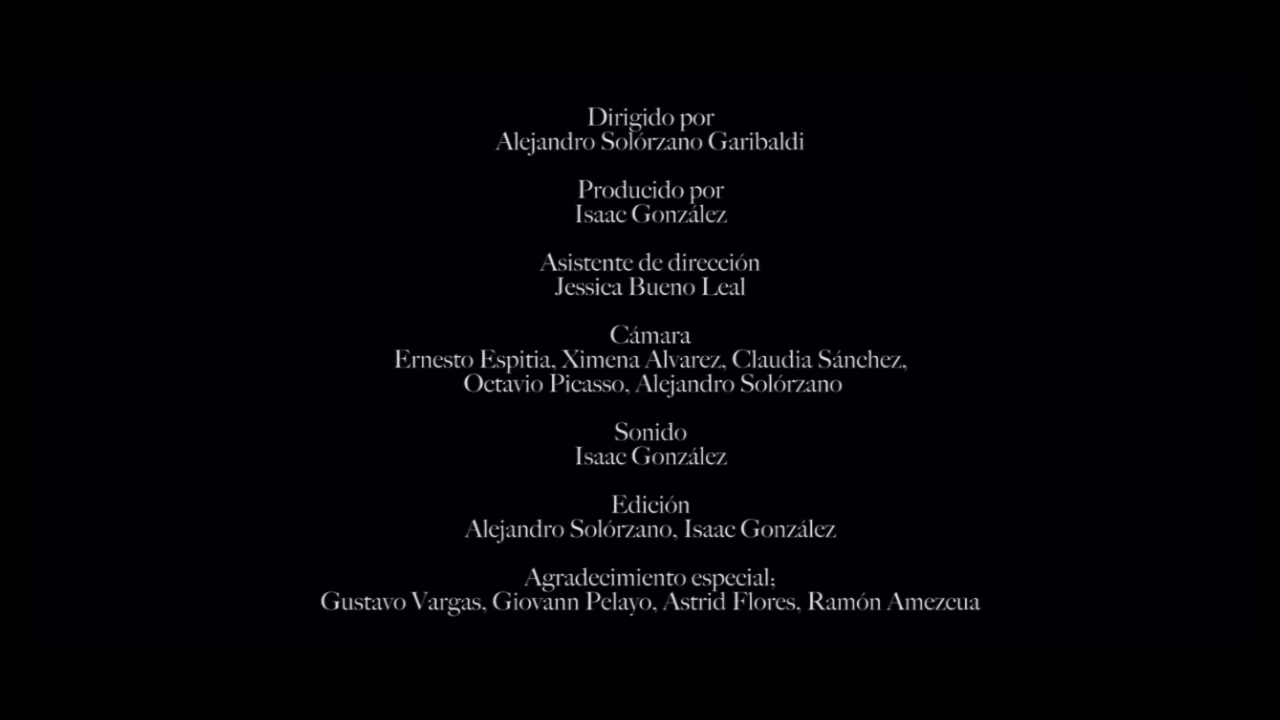 Dirigido por
Alejandro Solórzano Garibaldi
Producido por
Isaac González
Asistente de dirección
Jessica Bueno Leal
Cámara
Ernesto Espitia, Ximena Alvarez, Claudia Sánchez,
Octavio Picasso, Alejandro Solórzano
Sonido
Isaac González
Edición
Alejandro Solórzano, Isaac González
Agradecimiento especial;
Gustavo Vargas, Giovann Pelayo, Astrid Flores, Ramón Amezcua